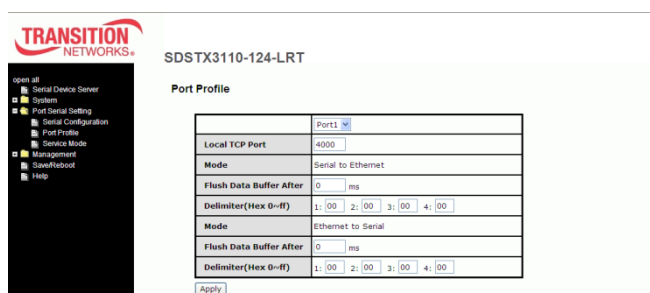 TRANSITION
NETWORKS®
SDSTX3110-124-LRT
open all
Serial Device Server
System
Port Serial Setting
Serial Configuration
Port Profile
Service Mode
Management
Save/Reboot
Help
Port Profile
Port1
Local TCP Port 4000
Mode Serial to Ethernet
Flush Data Buffer After 0 ms
Delimiter(Hex 0~ff) 1: 00 2: 00 3: 00 4: 00
Mode Ethernet to Serial
Flush Data Buffer After 0 ms
Delimiter(Hex 0~ff) 1: 00 2: 00 3: 00 4: 00
Apply